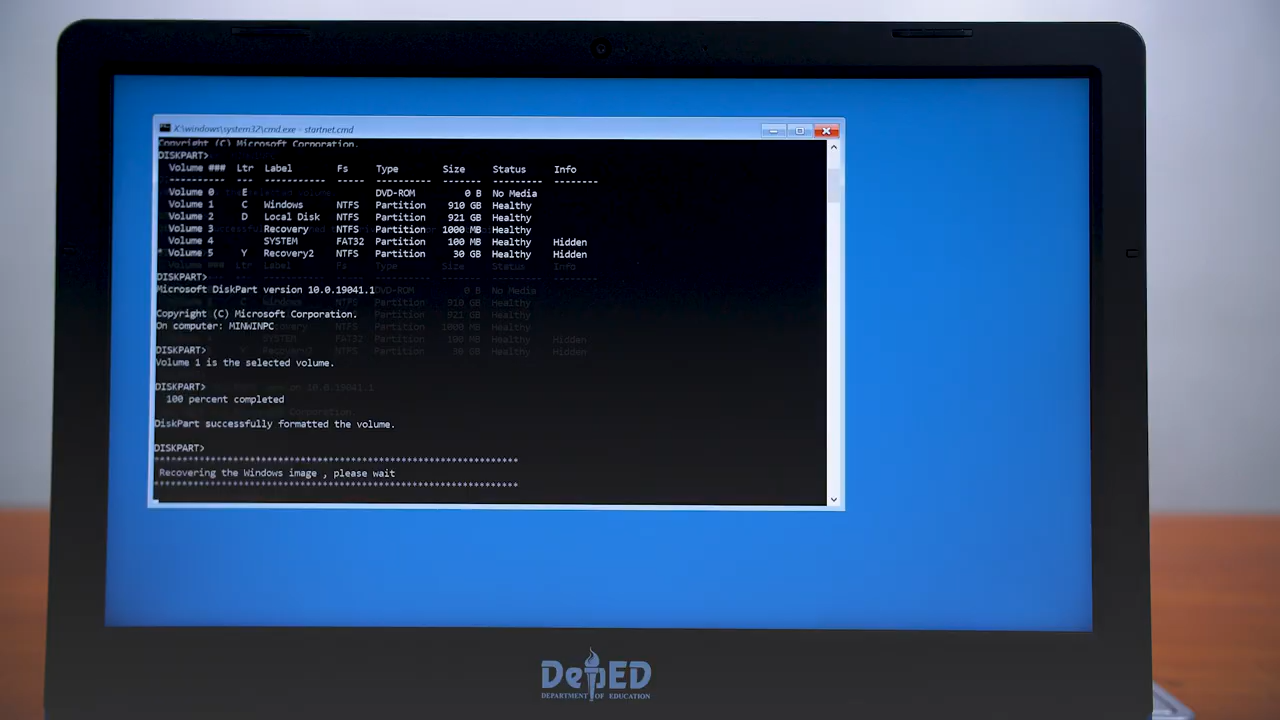 X:\windows\system32\cmd.exe - startnet.cmd
Copyright (C) Microsoft Corporation.
DISKPART>
Volume ### Ltr Label Fs Type Size Status Info
---------- --- ----------- ----- ---------- ------- --------- --------
Volume 0 E DVD-ROM 0 B No Media
Volume 1 C Windows NTFS Partition 910 GB Healthy
Volume 2 D Local Disk NTFS Partition 921 GB Healthy
Volume 3 Recovery NTFS Partition 1000 MB Healthy
Volume 4 SYSTEM FAT32 Partition 100 MB Healthy Hidden
* Volume 5 Y Recovery2 NTFS Partition 30 GB Healthy Hidden
DISKPART>
Microsoft DiskPart version 10.0.19041.1
Copyright (C) Microsoft Corporation.
On computer: MINWINPC
DISKPART>
Volume 1 is the selected volume.
DISKPART>
100 percent completed
DiskPart successfully formatted the volume.
DISKPART>
Recovering the Windows image , please wait
DepED
DEPARTMENT OF EDUCATION